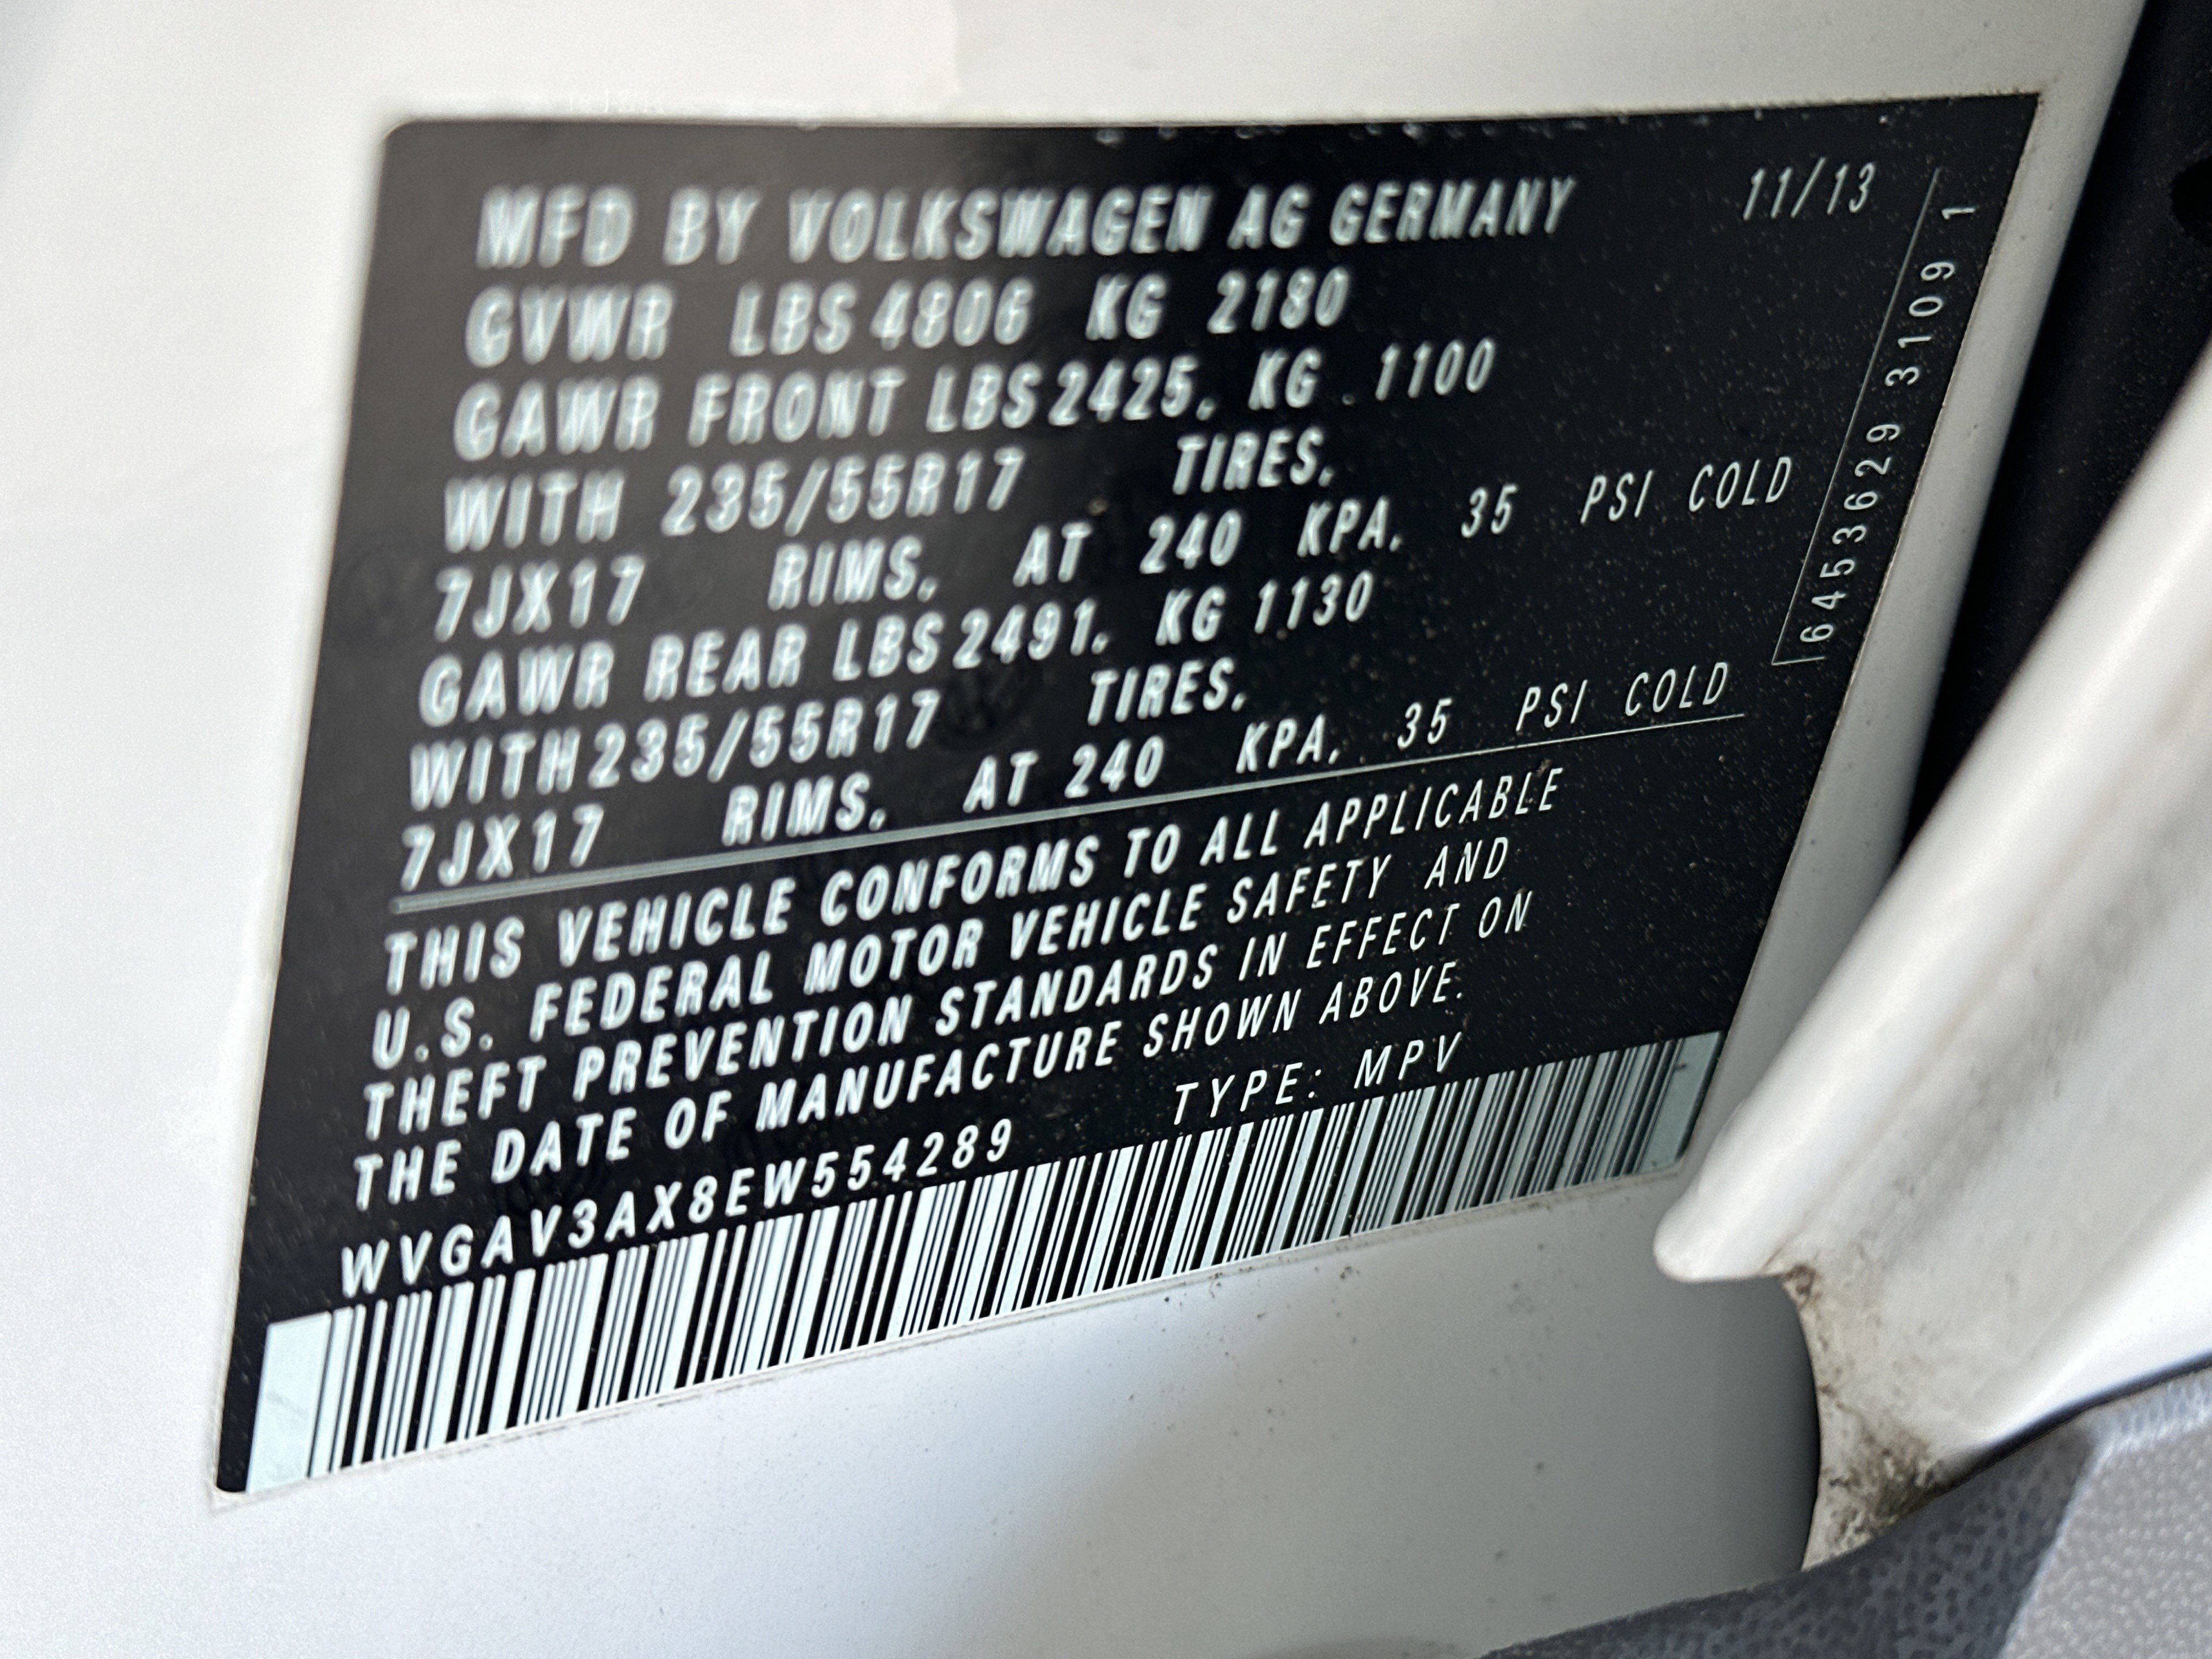 MFD BY VOLKSWAGEN AG GERMANY 11/13
GVWR LBS 4806 KG 2180
GAWR FRONT LBS 2425, KG . 1100
WITH 235/55R17 TIRES,
7JX17 RIMS, AT 240 KPA, 35 PSI COLD
GAWR REAR LBS 2491, KG 1130
WITH 235/55R17 TIRES,
7JX17 RIMS, AT 240 KPA, 35 PSI COLD
THIS VEHICLE CONFORMS TO ALL APPLICABLE
U.S. FEDERAL MOTOR VEHICLE SAFETY AND
THEFT PREVENTION STANDARDS IN EFFECT ON
THE DATE OF MANUFACTURE SHOWN ABOVE.
WVGAV3AX8EW554289 TYPE: MPV
6453629 3109 1